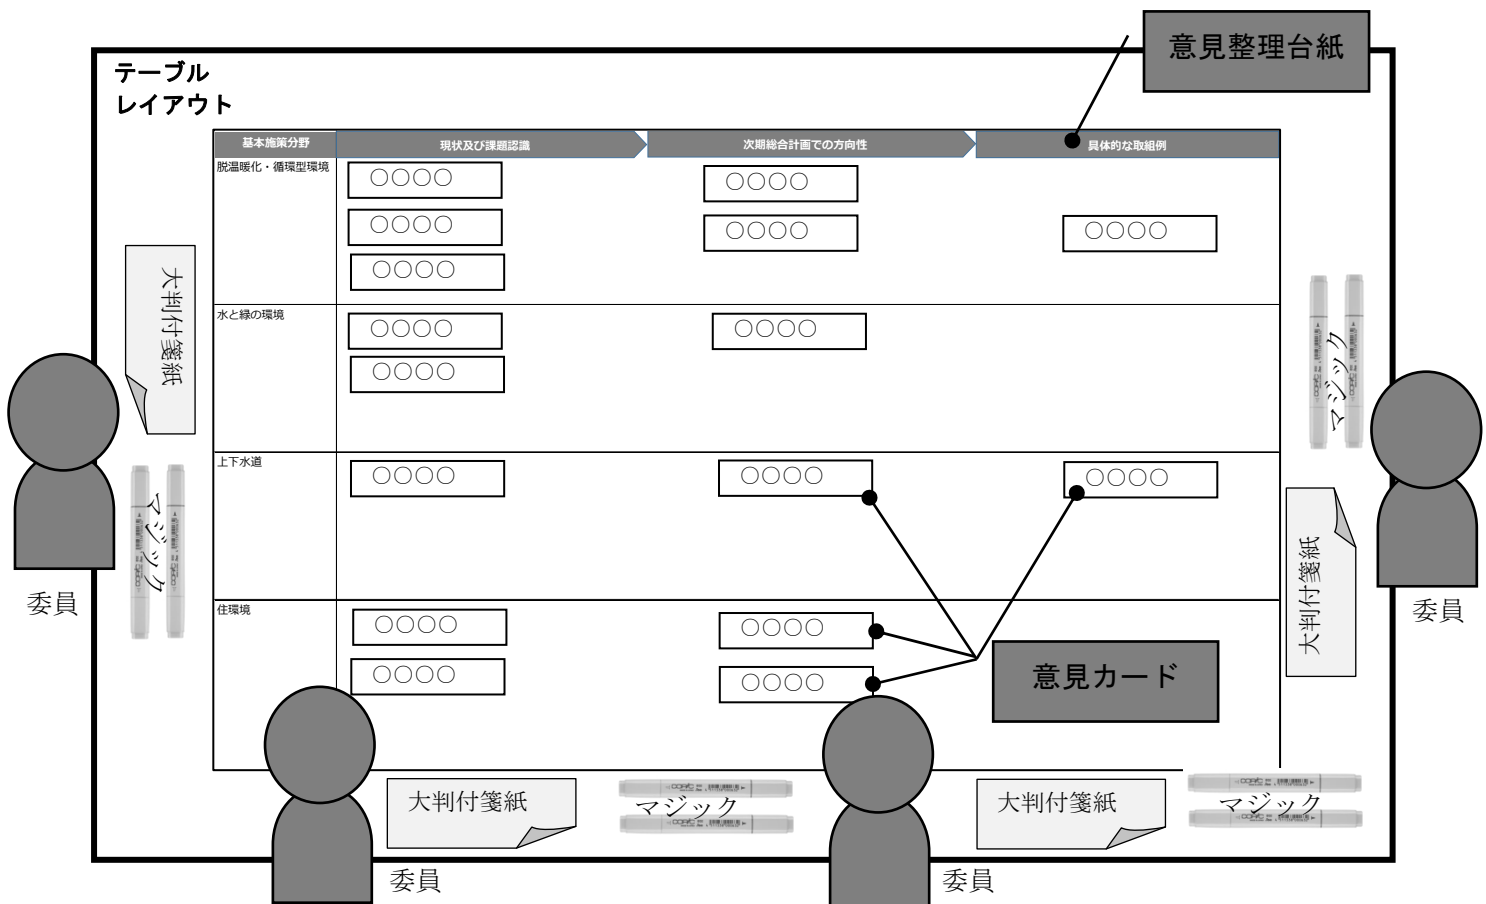 意見整理台紙
テーブル
レイアウト
基本施策分野
現状及び課題認識
次期総合計画での方向性
具体的な取組例
脱温暖化・循環型環境
○○○○
○○○○
○○○○
○○○○
○○○○
○○○○
水と緑の環境
○○○○
○○○○
○○○○
上下水道
○○○○
○○○○
○○○○
住環境
○○○○
○○○○
○○○○
○○○○
意見カード
大判付箋紙
マジック
委員
マジック
大判付箋紙
委員
大判付箋紙
マジック
大判付箋紙
マジック
委員
委員